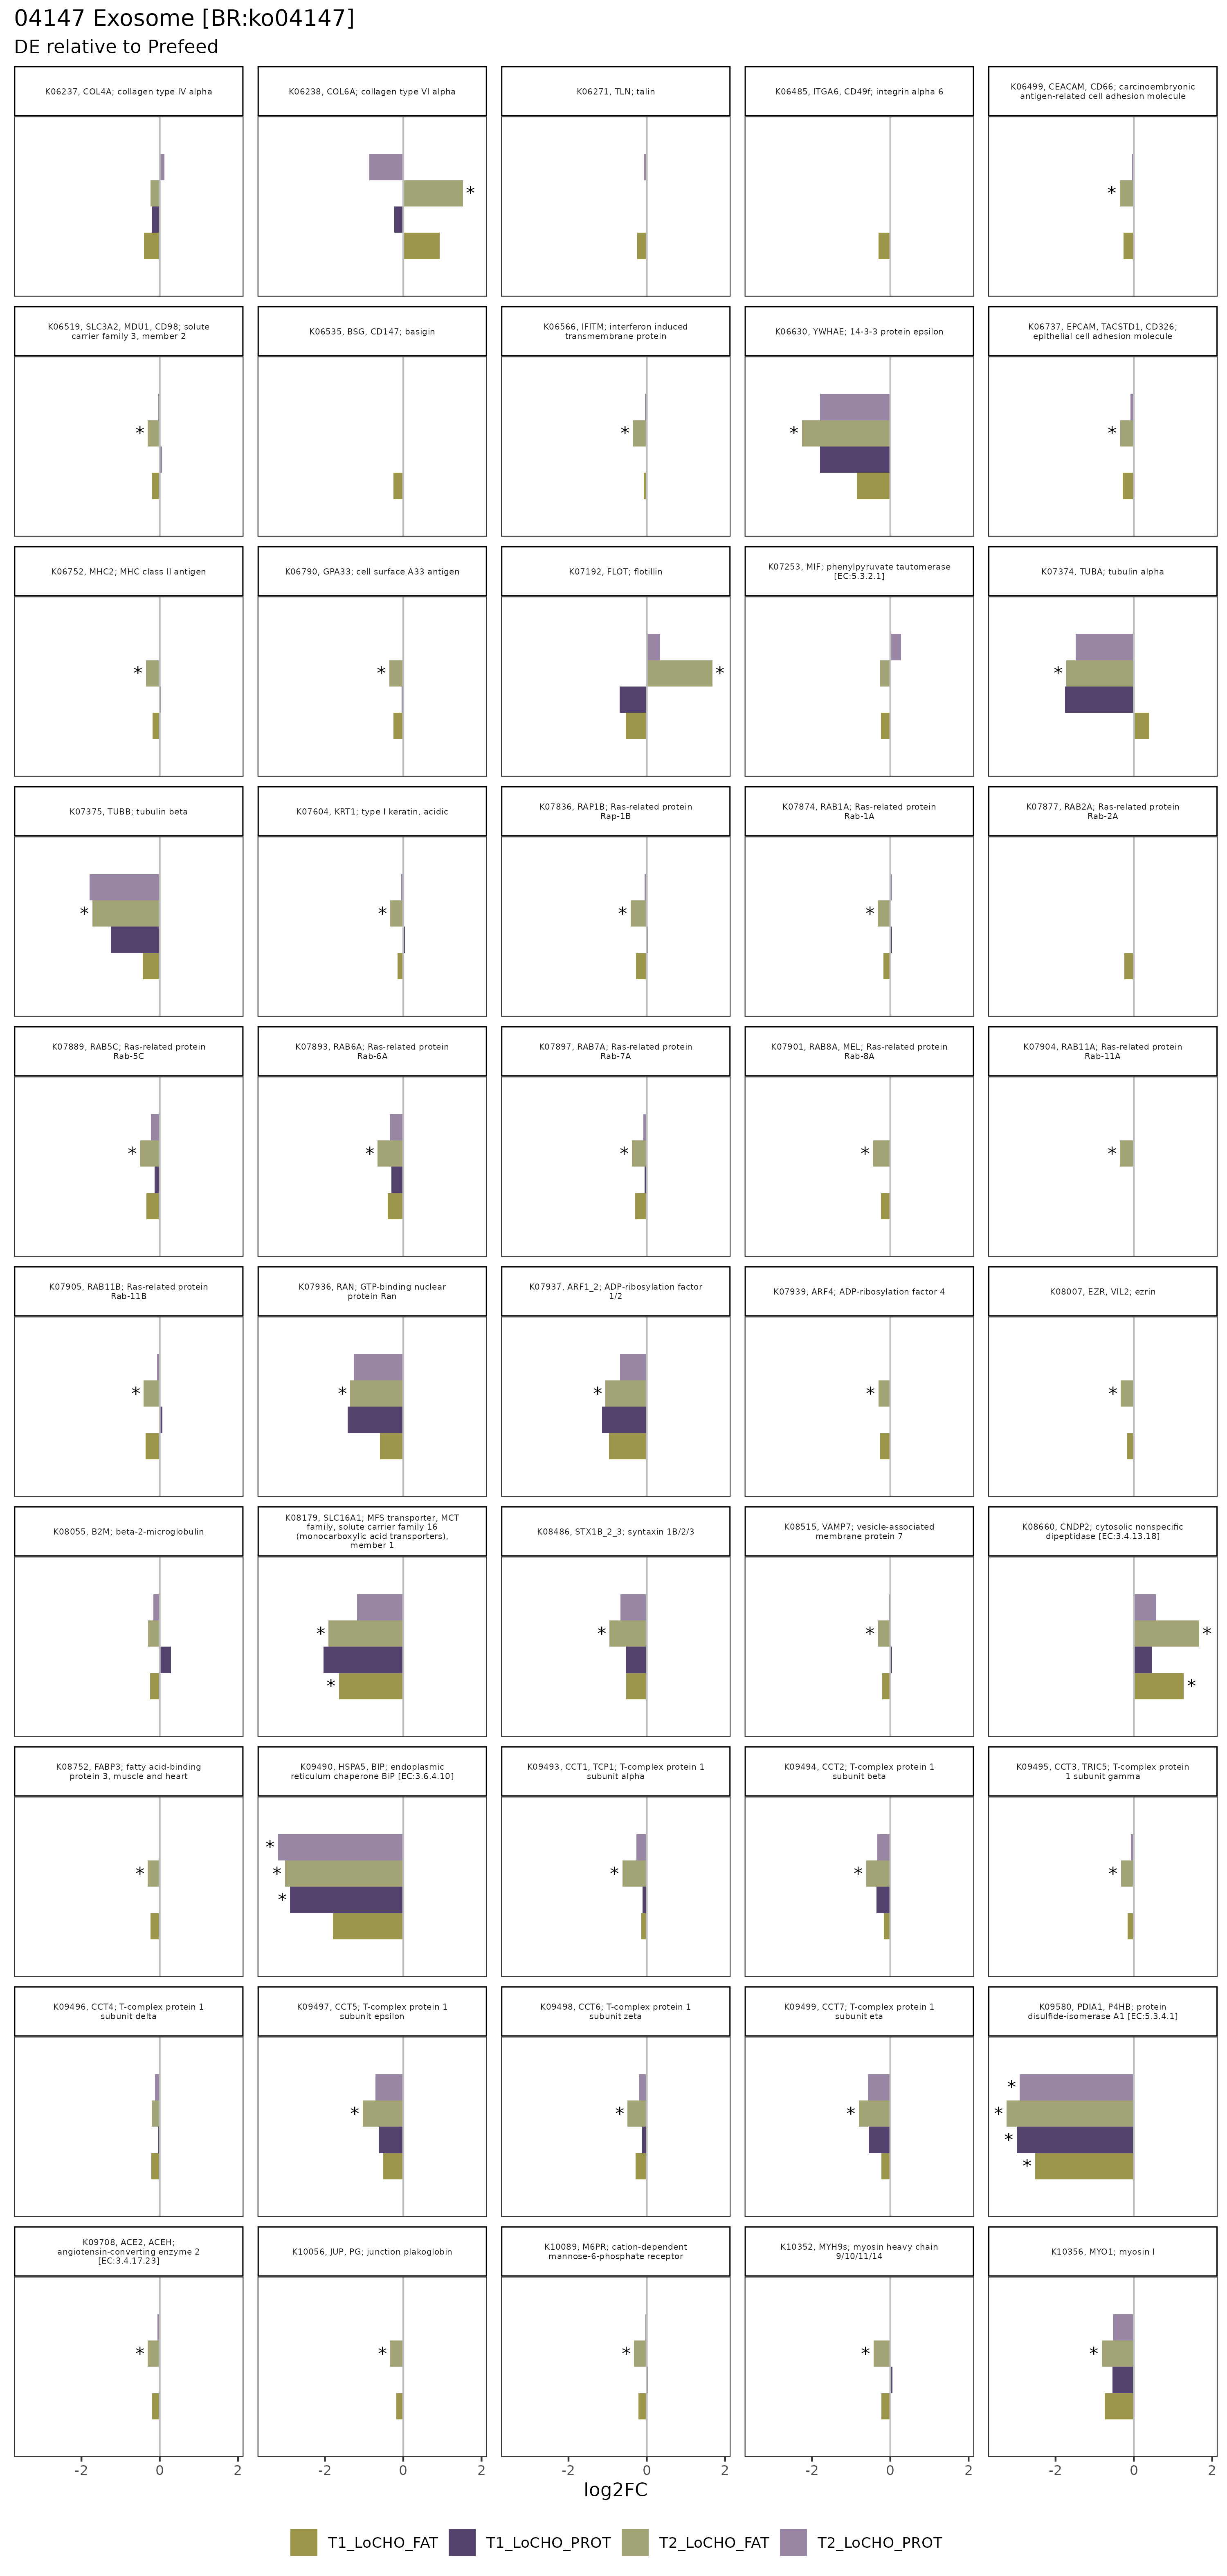 04147 Exosome [BR:ko04147]
DE relative to Prefeed
K06237, COL4A; collagen type IV alpha
K06238, COL6A; collagen type VI alpha
K06271, TLN; talin
K06485, ITGA6, CD49f; integrin alpha 6
K06499, CEACAM, CD66; carcinoembryonic
antigen-related cell adhesion molecule
*
*
K06519, SLC3A2, MDU1, CD98; solute
carrier family 3, member 2
K06535, BSG, CD147; basigin
K06566, IFITM; interferon induced
transmembrane protein
K06630, YWHAE; 14-3-3 protein epsilon
K06737, EPCAM, TACSTD1, CD326;
epithelial cell adhesion molecule
*
*
*
*
K06752, MHC2; MHC class II antigen
K06790, GPA33; cell surface A33 antigen
K07192, FLOT; flotillin
K07253, MIF; phenylpyruvate tautomerase
[EC:5.3.2.1]
K07374, TUBA; tubulin alpha
*
*
*
*
K07375, TUBB; tubulin beta
K07604, KRT1; type I keratin, acidic
K07836, RAP1B; Ras-related protein
Rap-1B
K07874, RAB1A; Ras-related protein
Rab-1A
K07877, RAB2A; Ras-related protein
Rab-2A
*
*
*
*
K07889, RAB5C; Ras-related protein
Rab-5C
K07893, RAB6A; Ras-related protein
Rab-6A
K07897, RAB7A; Ras-related protein
Rab-7A
K07901, RAB8A, MEL; Ras-related protein
Rab-8A
K07904, RAB11A; Ras-related protein
Rab-11A
*
*
*
*
*
K07905, RAB11B; Ras-related protein
Rab-11B
K07936, RAN; GTP-binding nuclear
protein Ran
K07937, ARF1_2; ADP-ribosylation factor
1/2
K07939, ARF4; ADP-ribosylation factor 4
K08007, EZR, VIL2; ezrin
*
*
*
*
*
K08055, B2M; beta-2-microglobulin
K08179, SLC16A1; MFS transporter, MCT
family, solute carrier family 16
(monocarboxylic acid transporters),
member 1
K08486, STX1B_2_3; syntaxin 1B/2/3
K08515, VAMP7; vesicle-associated
membrane protein 7
K08660, CNDP2; cytosolic nonspecific
dipeptidase [EC:3.4.13.18]
*
*
*
*
*
*
K08752, FABP3; fatty acid-binding
protein 3, muscle and heart
K09490, HSPA5, BIP; endoplasmic
reticulum chaperone BiP [EC:3.6.4.10]
K09493, CCT1, TCP1; T-complex protein 1
subunit alpha
K09494, CCT2; T-complex protein 1
subunit beta
K09495, CCT3, TRIC5; T-complex protein
1 subunit gamma
*
*
*
*
*
*
*
K09496, CCT4; T-complex protein 1
subunit delta
K09497, CCT5; T-complex protein 1
subunit epsilon
K09498, CCT6; T-complex protein 1
subunit zeta
K09499, CCT7; T-complex protein 1
subunit eta
K09580, PDIA1, P4HB; protein
disulfide-isomerase A1 [EC:5.3.4.1]
*
*
*
*
*
*
*
K09708, ACE2, ACEH;
angiotensin-converting enzyme 2
[EC:3.4.17.23]
K10056, JUP, PG; junction plakoglobin
K10089, M6PR; cation-dependent
mannose-6-phosphate receptor
K10352, MYH9s; myosin heavy chain
9/10/11/14
K10356, MYO1; myosin I
*
*
*
*
*
-2 0 2 -2 0 2 -2 0 2 -2 0 2 -2 0 2
log2FC
T1_LoCHO_FAT T1_LoCHO_PROT T2_LoCHO_FAT T2_LoCHO_PROT